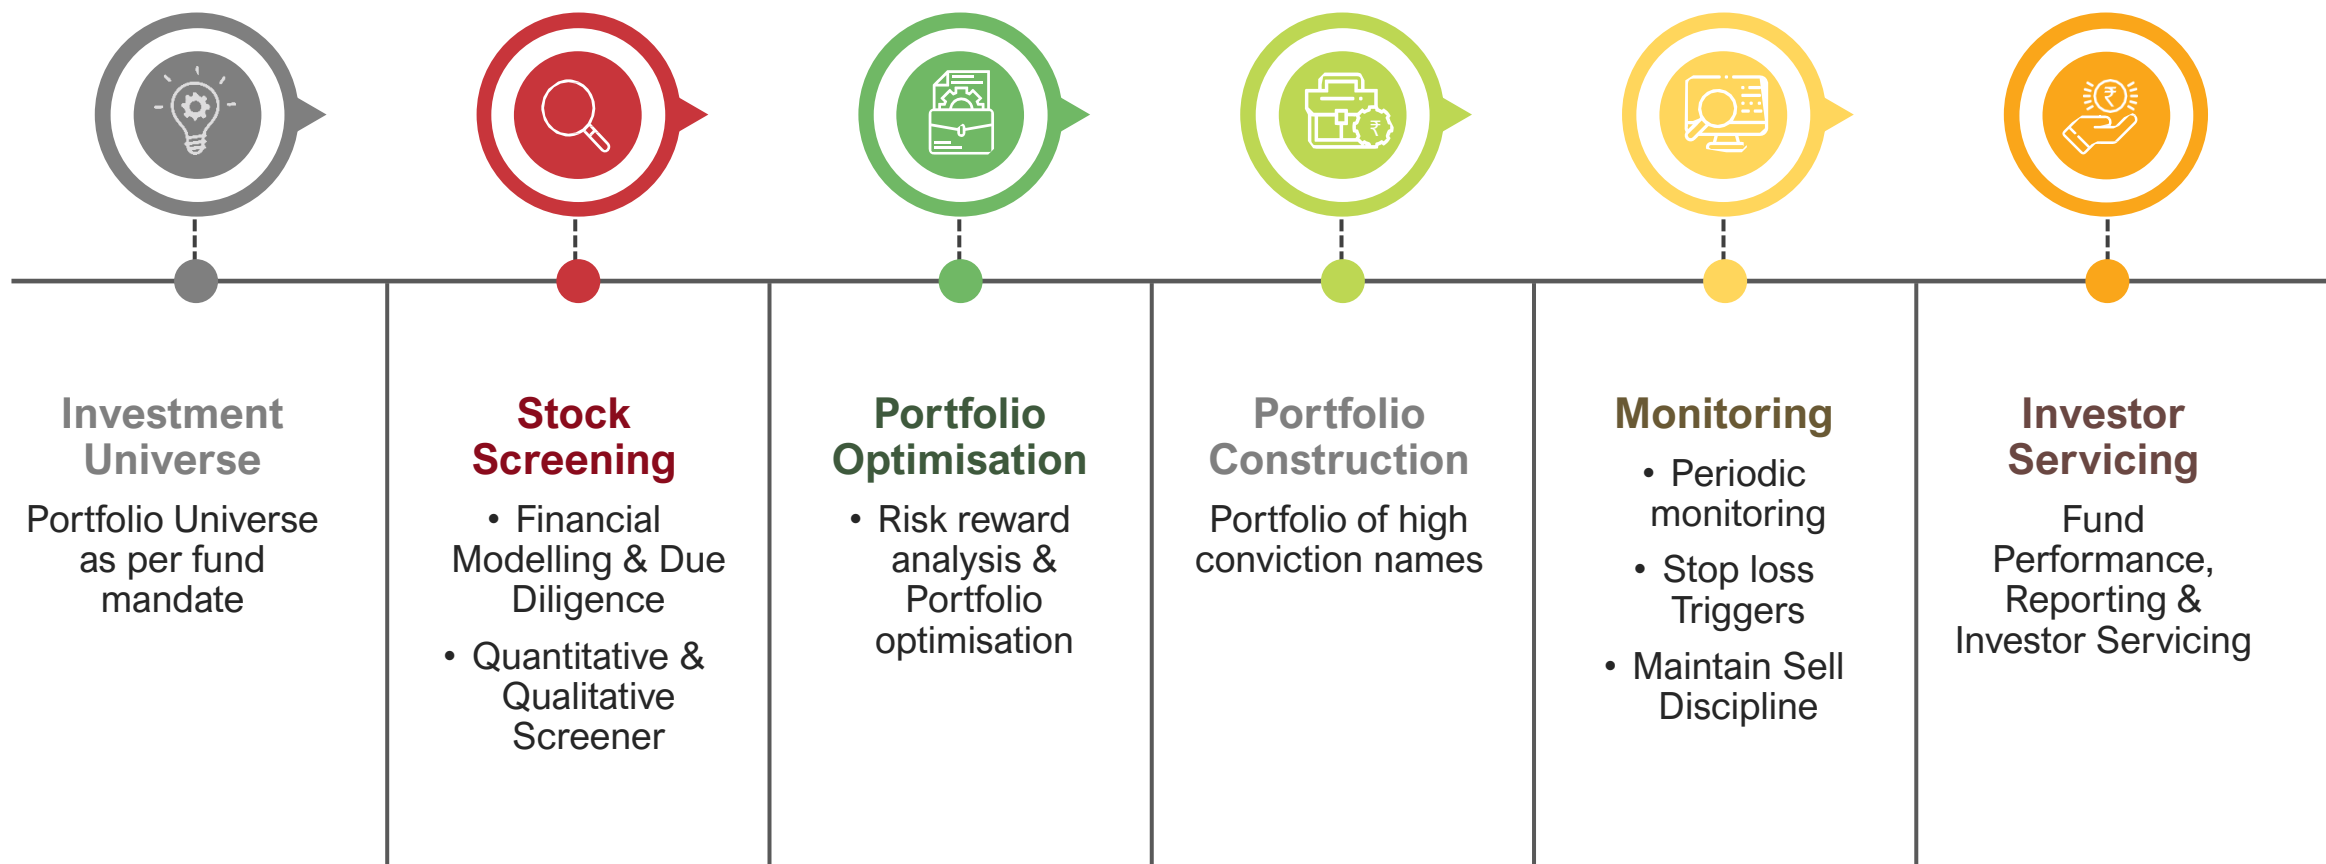 ₹
₹
Investment
Universe
Portfolio Universe
as per fund
mandate
Stock
Screening
• Financial
Modelling & Due
Diligence
• Quantitative &
Qualitative
Screener
Portfolio
Optimisation
• Risk reward
analysis &
Portfolio
optimisation
Portfolio
Construction
Portfolio of high
conviction names
Monitoring
• Periodic
monitoring
• Stop loss
Triggers
• Maintain Sell
Discipline
Investor
Servicing
Fund
Performance,
Reporting &
Investor Servicing